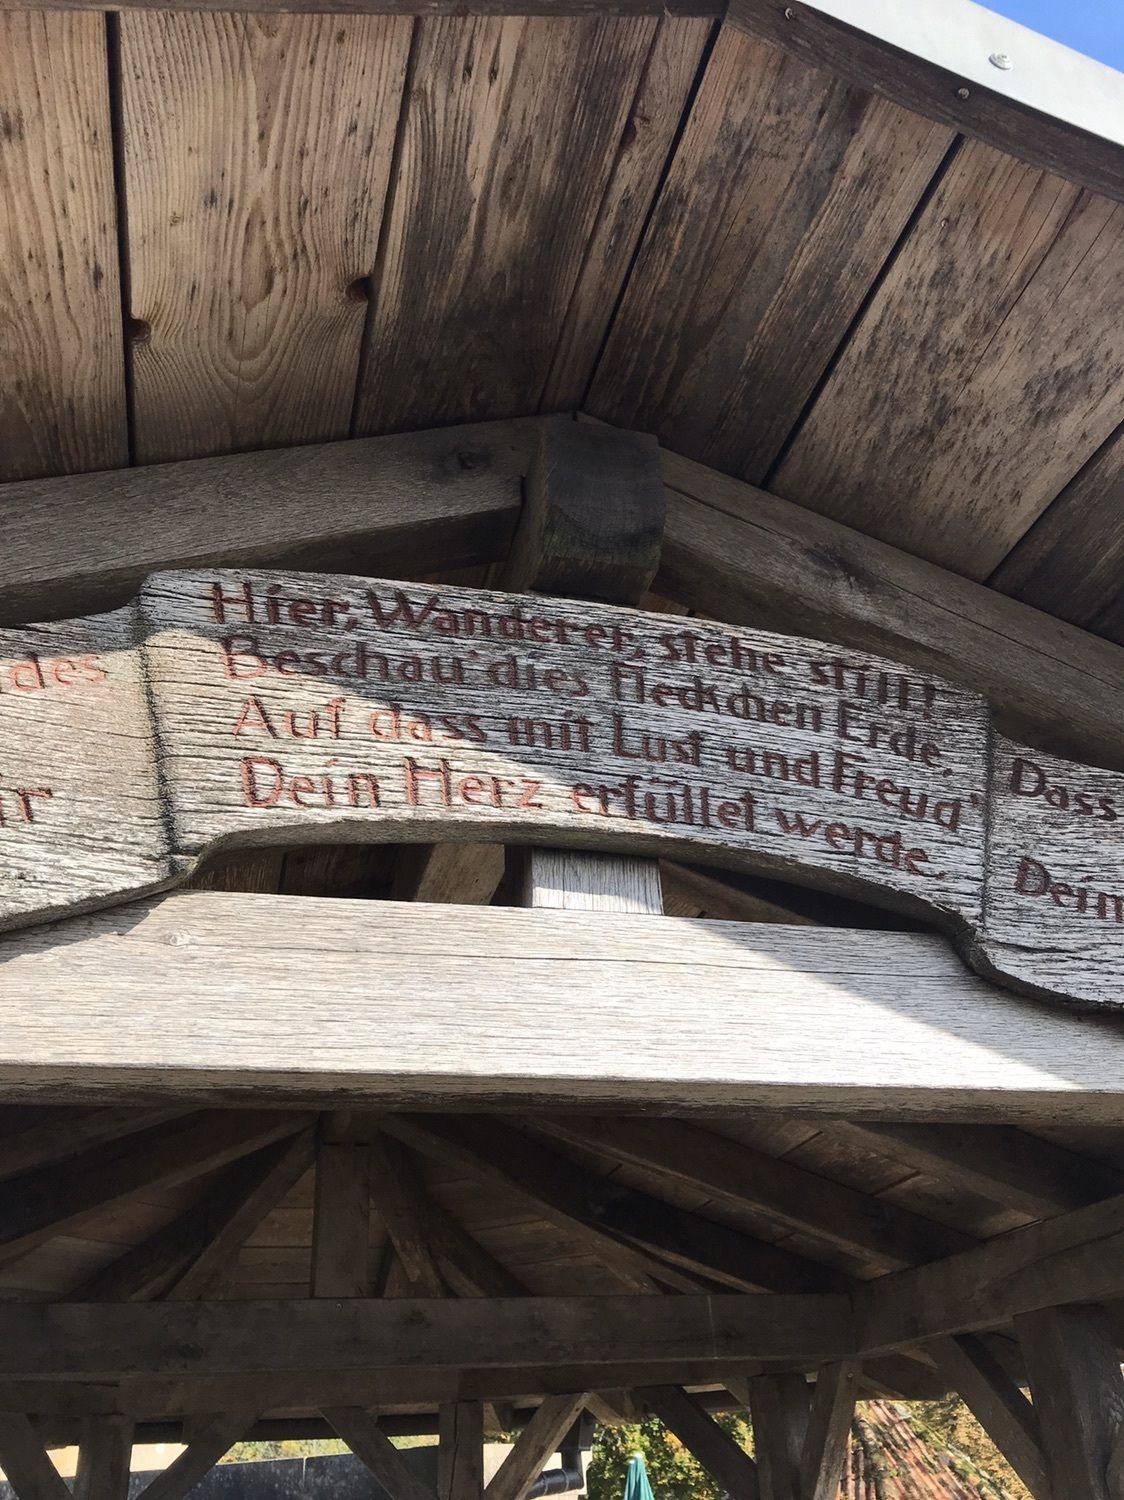 des
Hier, Wanderer, stehe still!
Beschau' dies Fleckchen Erde.
Auf dass mit Lust und Freud'
Dein Herz erfüllet werde.
Dass